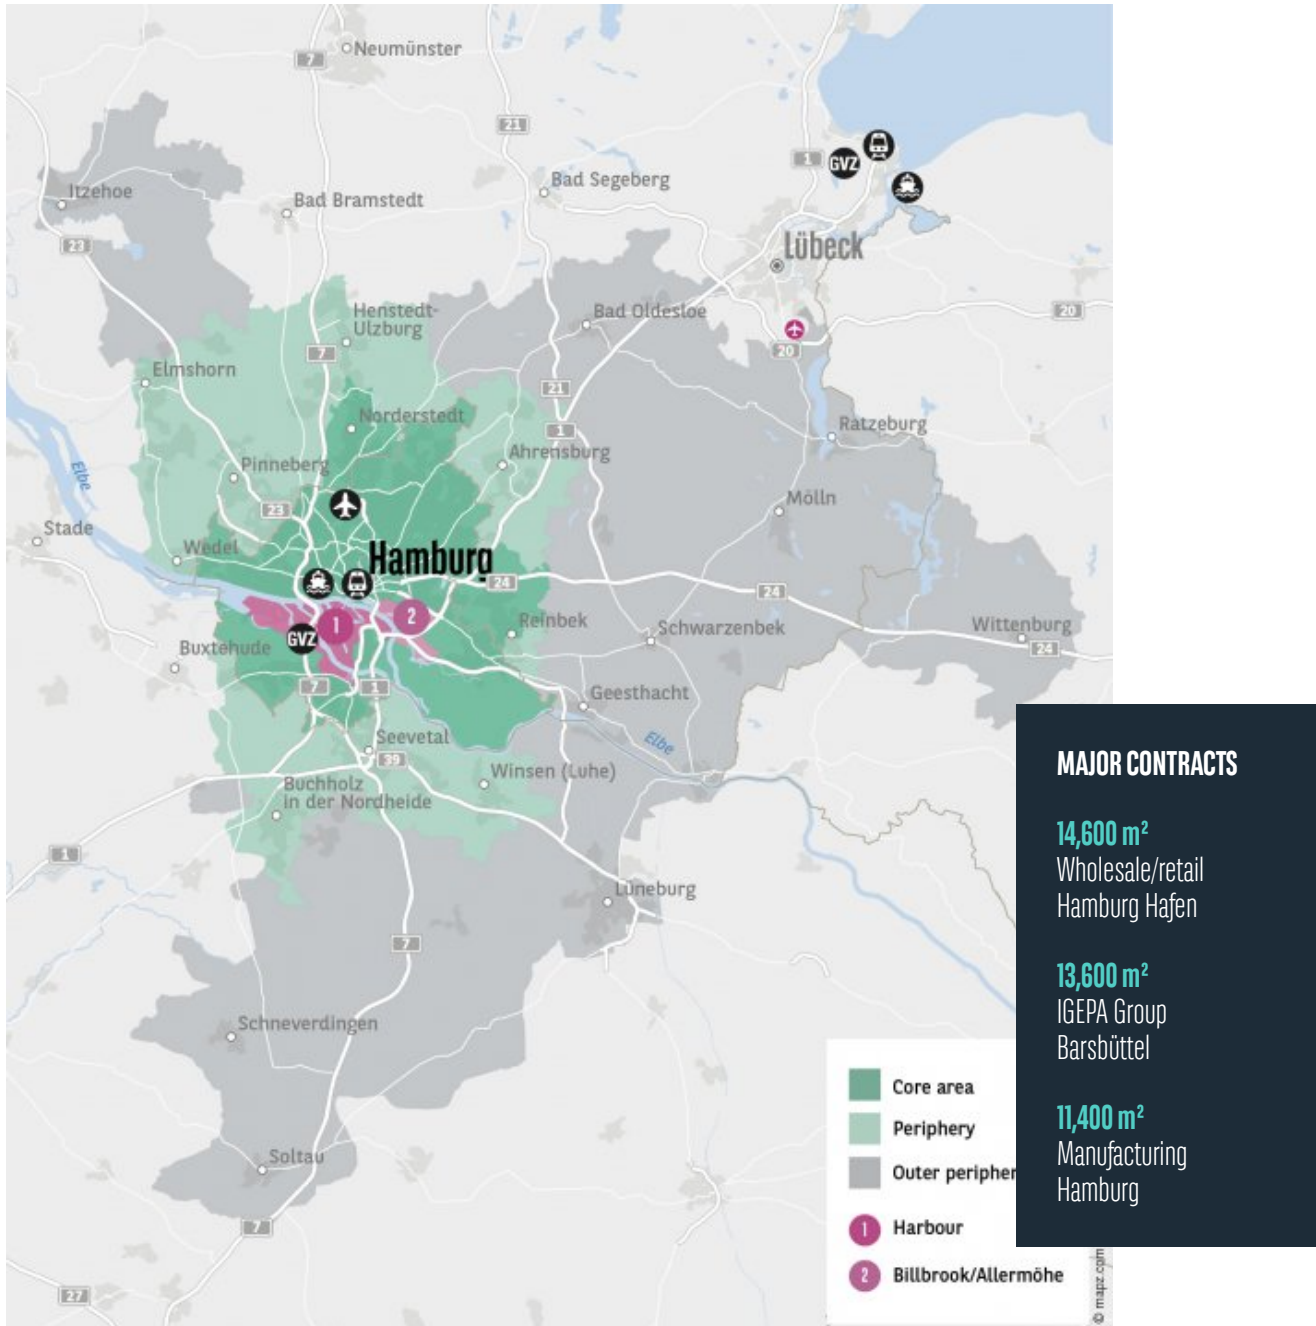 Neumünster
7
21
1
GVZ
Itzehoe
Bad Bramstedt
Bad Segeberg
23
Lübeck
Henstedt-
Ulzburg
Bad Oldesloe
20
7
20
Elmshorn
21
Norderstedt
1
Ratzeburg
Ahrensburg
Pinneberg
Elbe
Mölln
23
Stade
Wedel
Hamburg
24
24
1
2
Reinbek
Schwarzenbek
Wittenburg
GVZ
24
Buxtehude
7
1
Geesthacht
Seevetal
Elbe
39
Winsen (Luhe)
Buchholz
in der Nordheide
1
Lüneburg
7
Schneverdingen
Soltau
7
27
MAJOR CONTRACTS
14,600 m²
Wholesale/retail
Hamburg Hafen
13,600 m²
IGEPA Group
Barsbüttel
11,400 m²
Manufacturing
Hamburg
Core area
Periphery
Outer peripher
1 Harbour
2 Billbrook/Allermöhe
© mapz.com